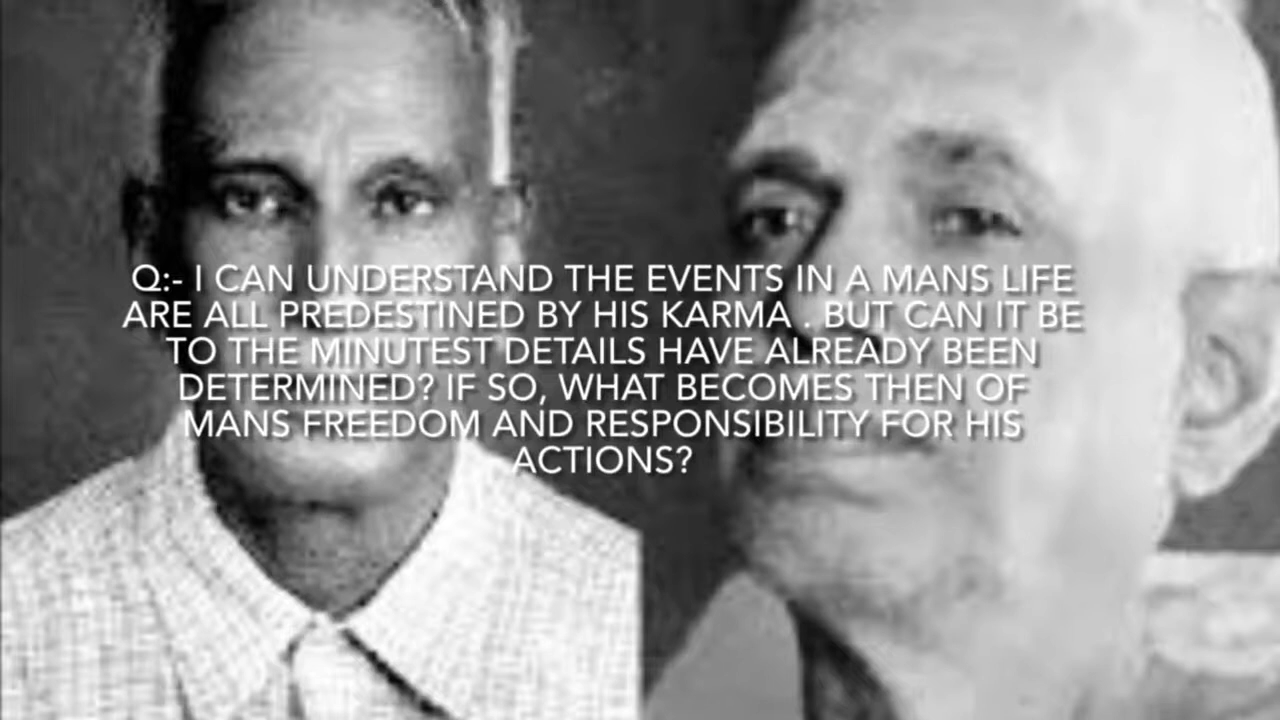 Q:- I CAN UNDERSTAND THE EVENTS IN A MANS LIFE
ARE ALL PREDESTINED BY HIS KARMA . BUT CAN IT BE
TO THE MINUTEST DETAILS HAVE ALREADY BEEN
DETERMINED? IF SO, WHAT BECOMES THEN OF
MANS FREEDOM AND RESPONSIBILITY FOR HIS
ACTIONS?